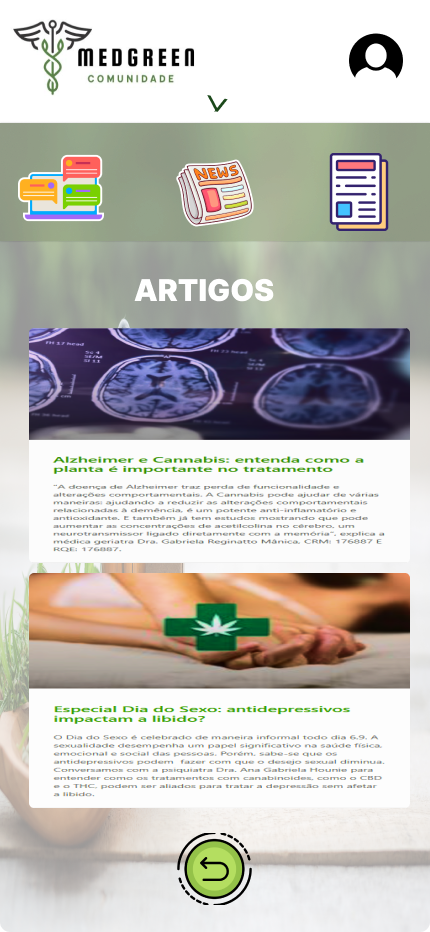 MEDGREEN
COMUNIDADE
NEWS
ARTIGOS
Alzheimer e Cannabis: entenda como a
planta é importante no tratamento
"A doença de Alzheimer traz perda de funcionalidade e
alterações comportamentais. A Cannabis pode ajudar de várias
maneiras: ajudando a reduzir as alterações comportamentais
relacionadas à demência, é um potente anti-inflamatório e
antioxidante. E também já tem estudos mostrando que pode
aumentar as concentrações de acetilcolina no cérebro, um
neurotransmissor ligado diretamente com a memória", explica a
médica geriatra Dra. Gabriela Reginatto Mânica, CRM: 176887 E
RQE: 176887.
Especial Dia do Sexo: antidepressivos
impactam a libido?
O Dia do Sexo é celebrado de maneira informal todo dia 6.9. A
sexualidade desempenha um papel significativo na saúde física,
emocional e social das pessoas. Porém, sabe-se que os
antidepressivos podem fazer com que o desejo sexual diminua.
Conversamos com a psiquiatra Dra. Ana Gabriela Hounie para
entender como os tratamentos com canabinoides, como o CBD
e o THC, podem ser aliados para tratar a depressão sem afetar
a libido.